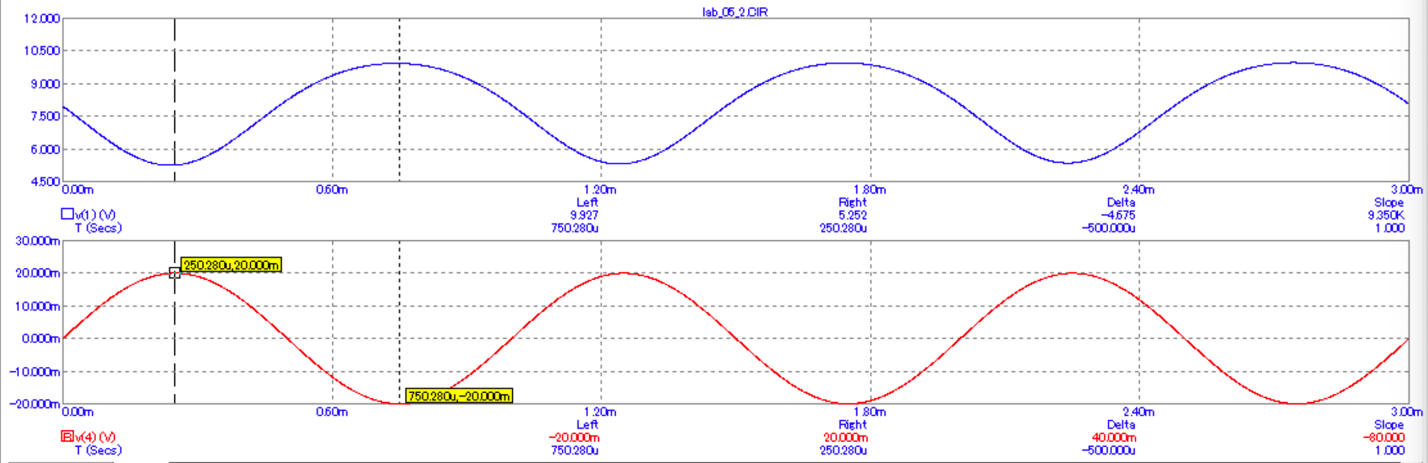 lab_05_2.CIR
12.000
10.500
9.000
7.500
6.000
4.500
0.00m 0.60m 1.20m 1.80m 2.40m 3.00m
Left Right Delta Slope
v(1) (V) 9.927 5.252 -4.675 9.350K
T (Secs) 750.280u 250.280u -500.000u 1.000
30.000m
250.280u,20.000m
20.000m
10.000m
0.000m
-10.000m
750.280u,-20.000m
-20.000m
0.00m 0.60m 1.20m 1.80m 2.40m 3.00m
Left Right Delta Slope
B v(4) (V) -20.000m 20.000m 40.000m -80.000
T (Secs) 750.280u 250.280u -500.000u 1.000